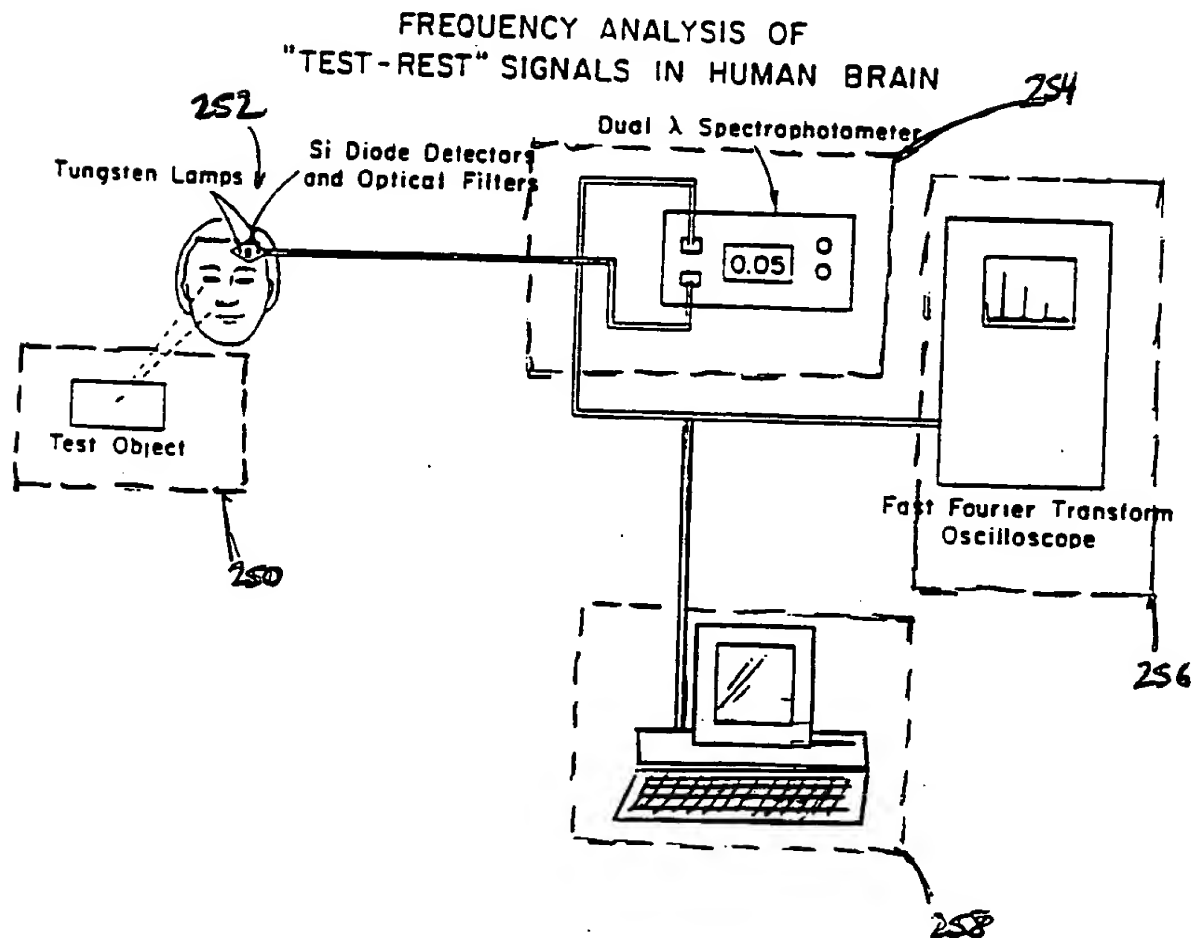 FREQUENCY ANALYSIS OF
"TEST-REST" SIGNALS IN HUMAN BRAIN
252
254
Dual λ Spectrophotometer
Si Diode Detectors
and Optical Filters
Tungsten Lamps
0.05
Test Object
250
Fast Fourier Transform
Oscilloscope
256
258